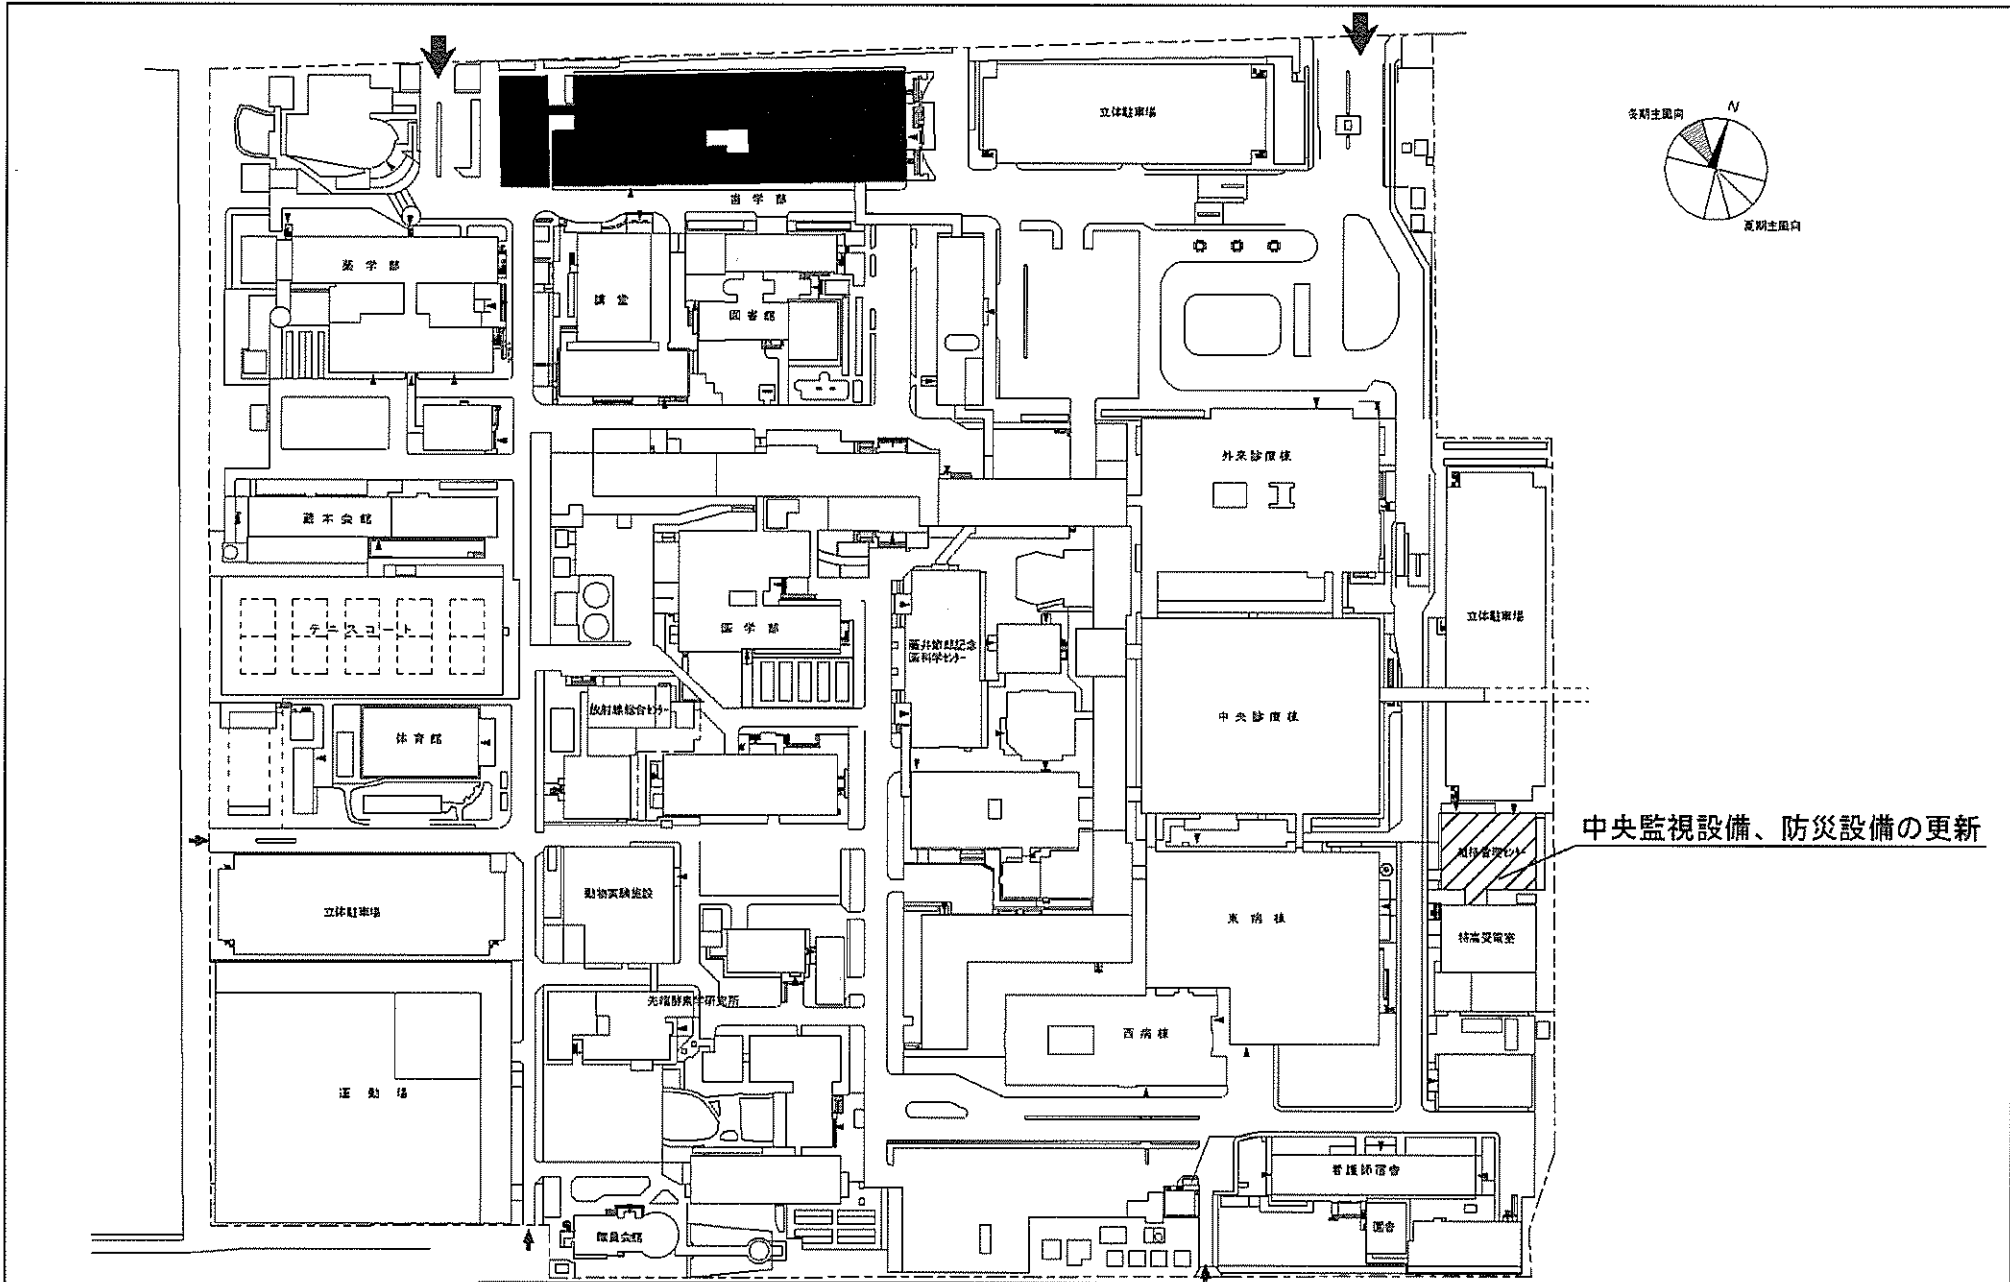 立体駐車場
冬期主風向
N
夏期主風向
歯学部
薬学部
講堂
図書館
外来診療棟
蔵本会館
テニスコート
医学部
藤井節郎記念
医科学センター
立体駐車場
放射線総合センター
体育館
中央診療棟
中央監視設備、防災設備の更新
動物実験施設
立体駐車場
東病棟
特高受電室
先端酵素学研究所
西病棟
運動場
看護師宿舎
職員会館